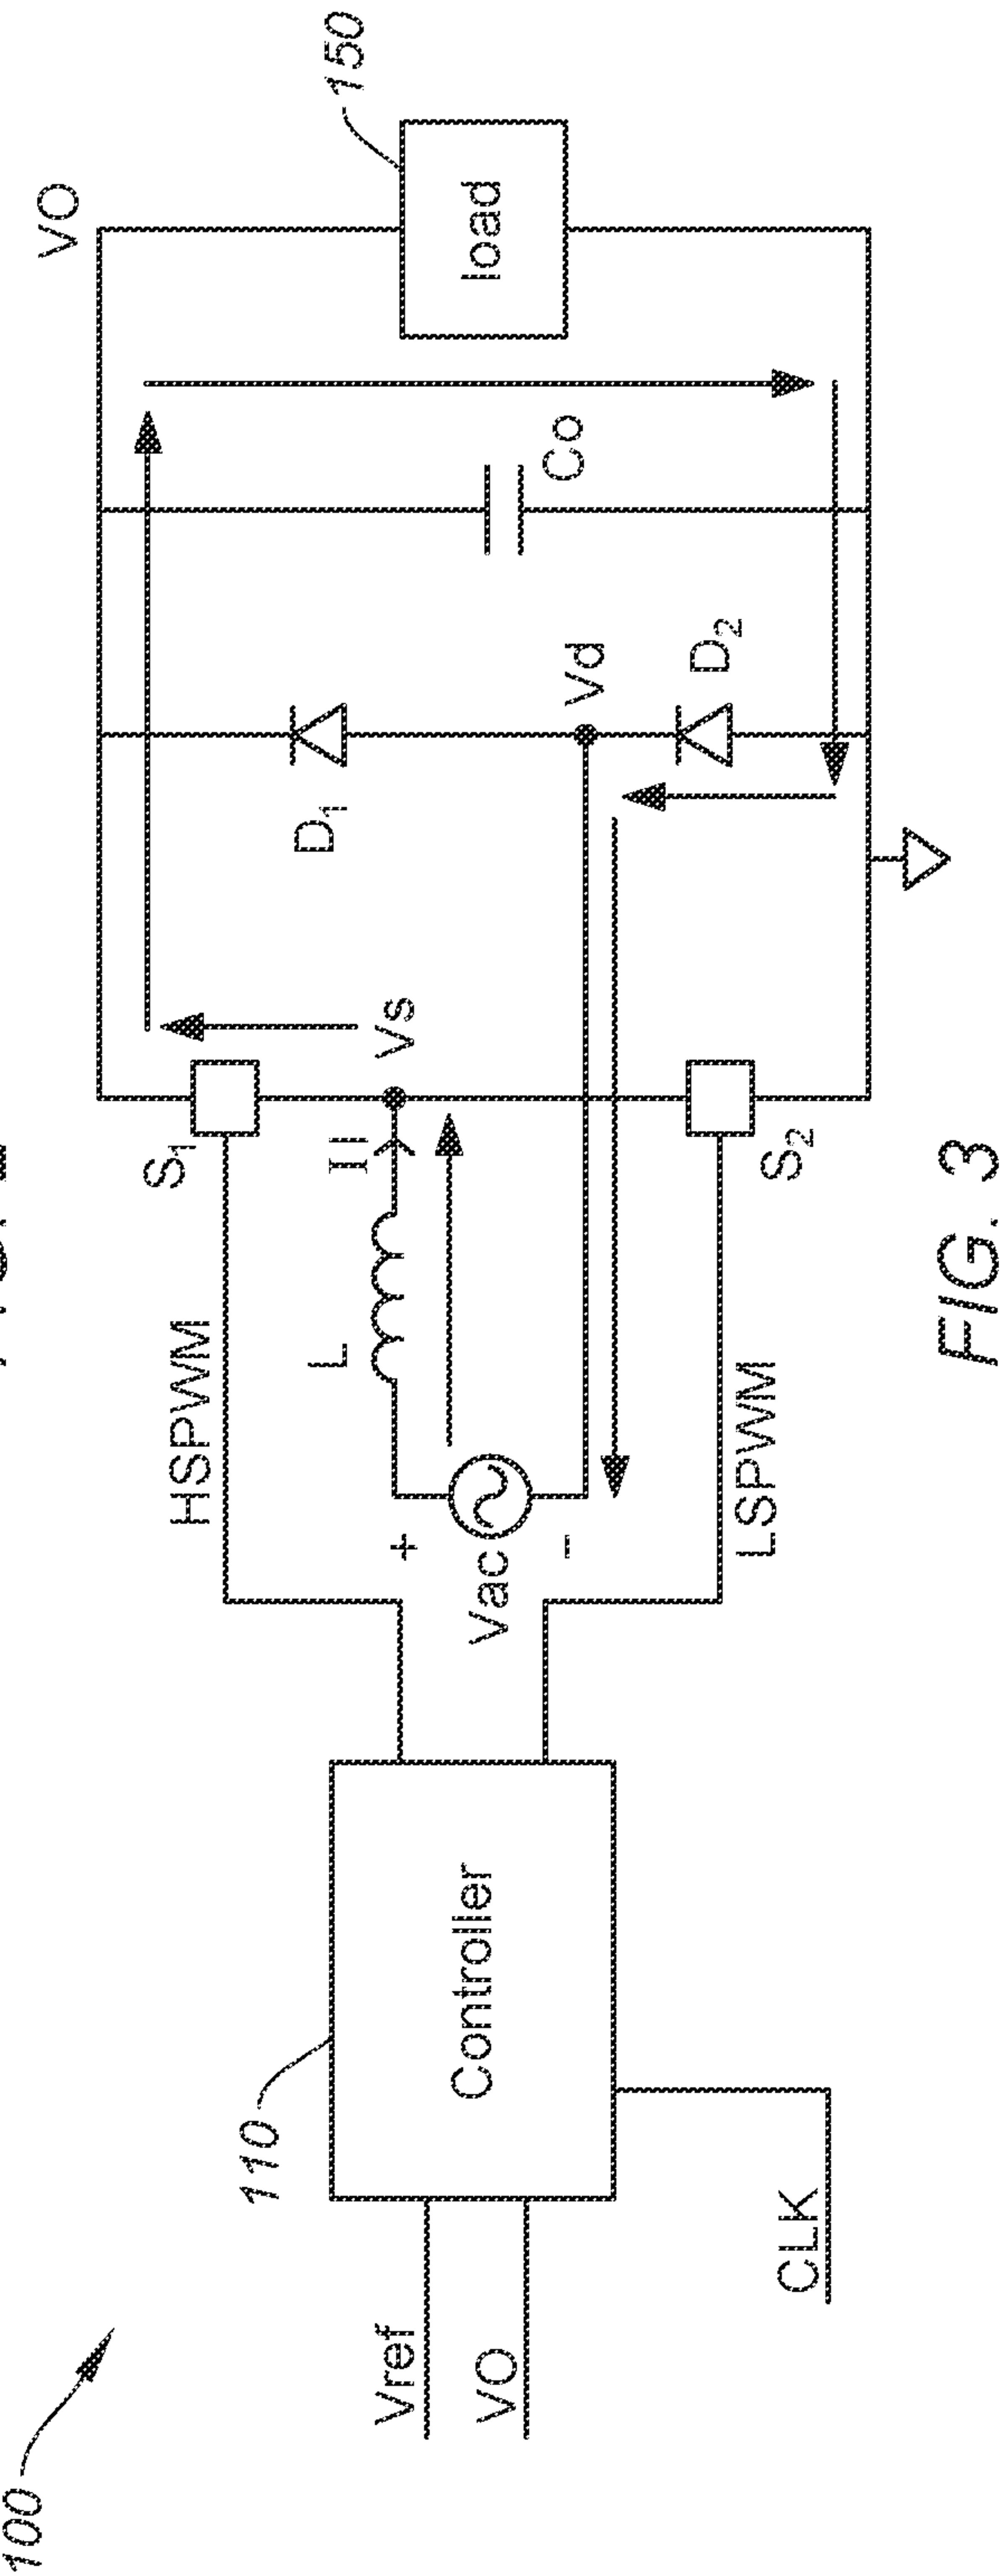 100
Vref
VO
CLK
110
Controller
HSPWM
LSPWM
Vac
+
−
L
Il
S1
S2
Vs
D1
Vd
D2
Co
VO
load
150
FIG. 3